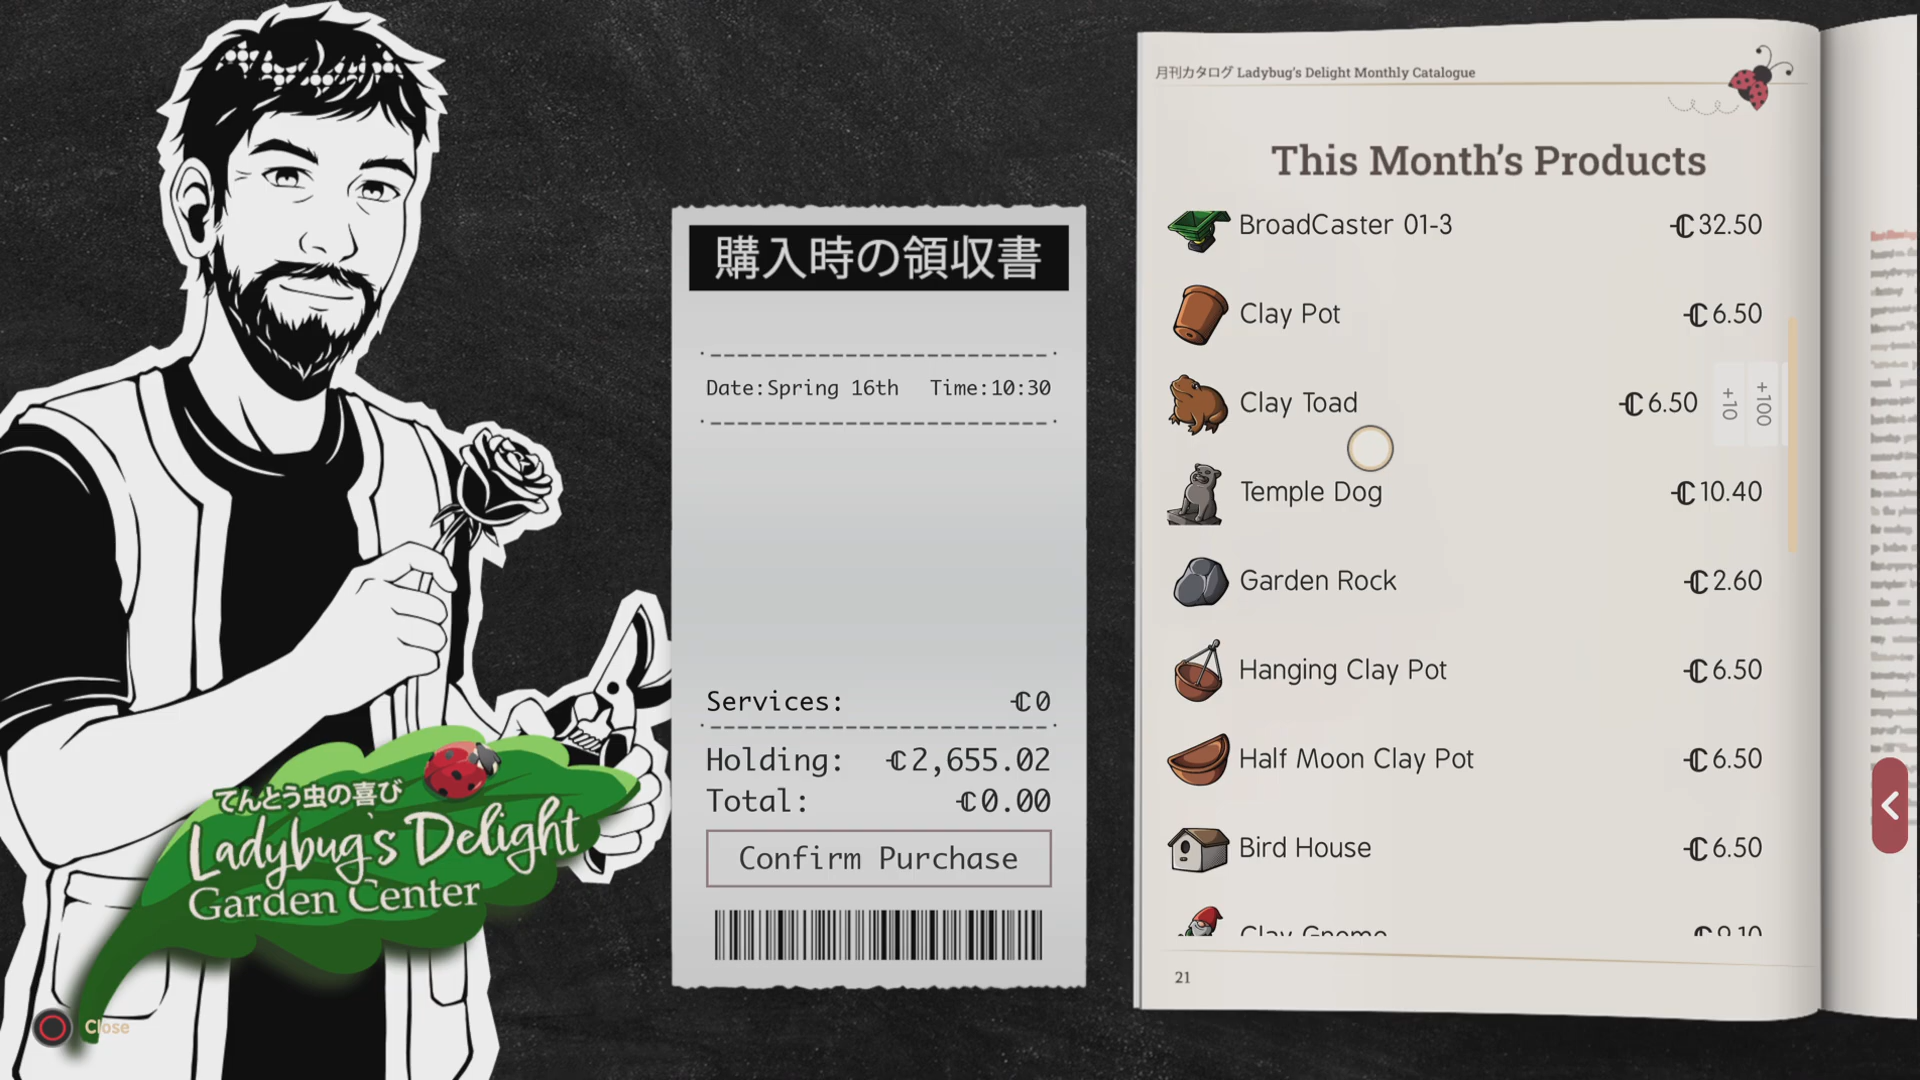 月刊カタログ Ladybug's Delight Monthly Catalogue
This Month's Products
BroadCaster 01-3 ₵32.50
Clay Pot ₵6.50
Clay Toad ₵6.50 +10 +100
Temple Dog ₵10.40
Garden Rock ₵2.60
Hanging Clay Pot ₵6.50
Half Moon Clay Pot ₵6.50
Bird House ₵6.50
Clay Gnome ₵9.10
21
購入時の領収書
Date:Spring 16th Time:10:30
Services: ₵0
Holding: ₵2,655.02
Total: ₵0.00
Confirm Purchase
てんとう虫の喜び
Ladybug's Delight
Garden Center
Close